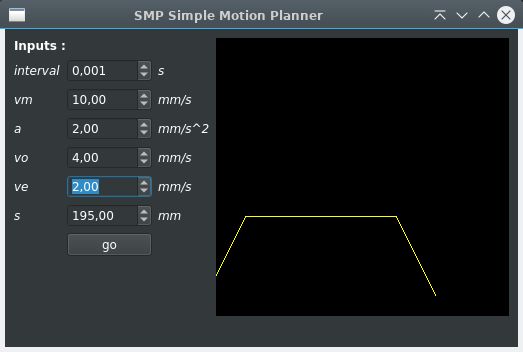 SMP Simple Motion Planner
Inputs :
interval 0,001 s
vm 10,00 mm/s
a 2,00 mm/s^2
vo 4,00 mm/s
ve 2,00 mm/s
s 195,00 mm
go